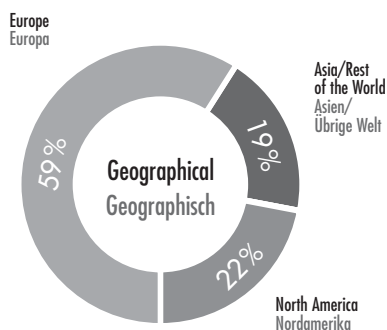 Europe
Europa
Asia/Rest
of the World
Asien/
Übrige Welt
59%
19%
Geographical
Geographisch
22%
North America
Nordamerika